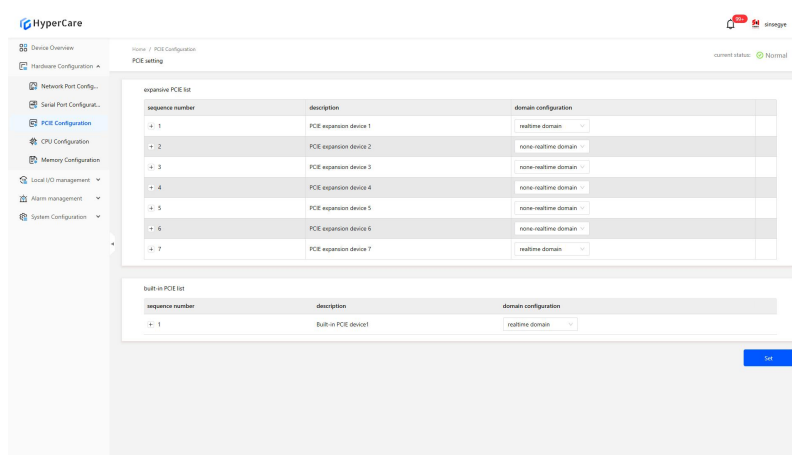 HyperCare
99+
sinsegye
Device Overview
Hardware Configuration
Network Port Config...
Serial Port Configurat...
PCIE Configuration
CPU Configuration
Memory Configuration
Local I/O management
Alarm management
System Configuration
Home / PCIE Configuration
PCIE setting
current status: Normal
expansive PCIE list
sequence number description domain configuration
1 PCIE expansion device 1 realtime domain
2 PCIE expansion device 2 none-realtime domain
3 PCIE expansion device 3 none-realtime domain
4 PCIE expansion device 4 none-realtime domain
5 PCIE expansion device 5 none-realtime domain
6 PCIE expansion device 6 none-realtime domain
7 PCIE expansion device 7 realtime domain
built-in PCIE list
sequence number description domain configuration
1 Built-in PCIE device1 realtime domain
Set